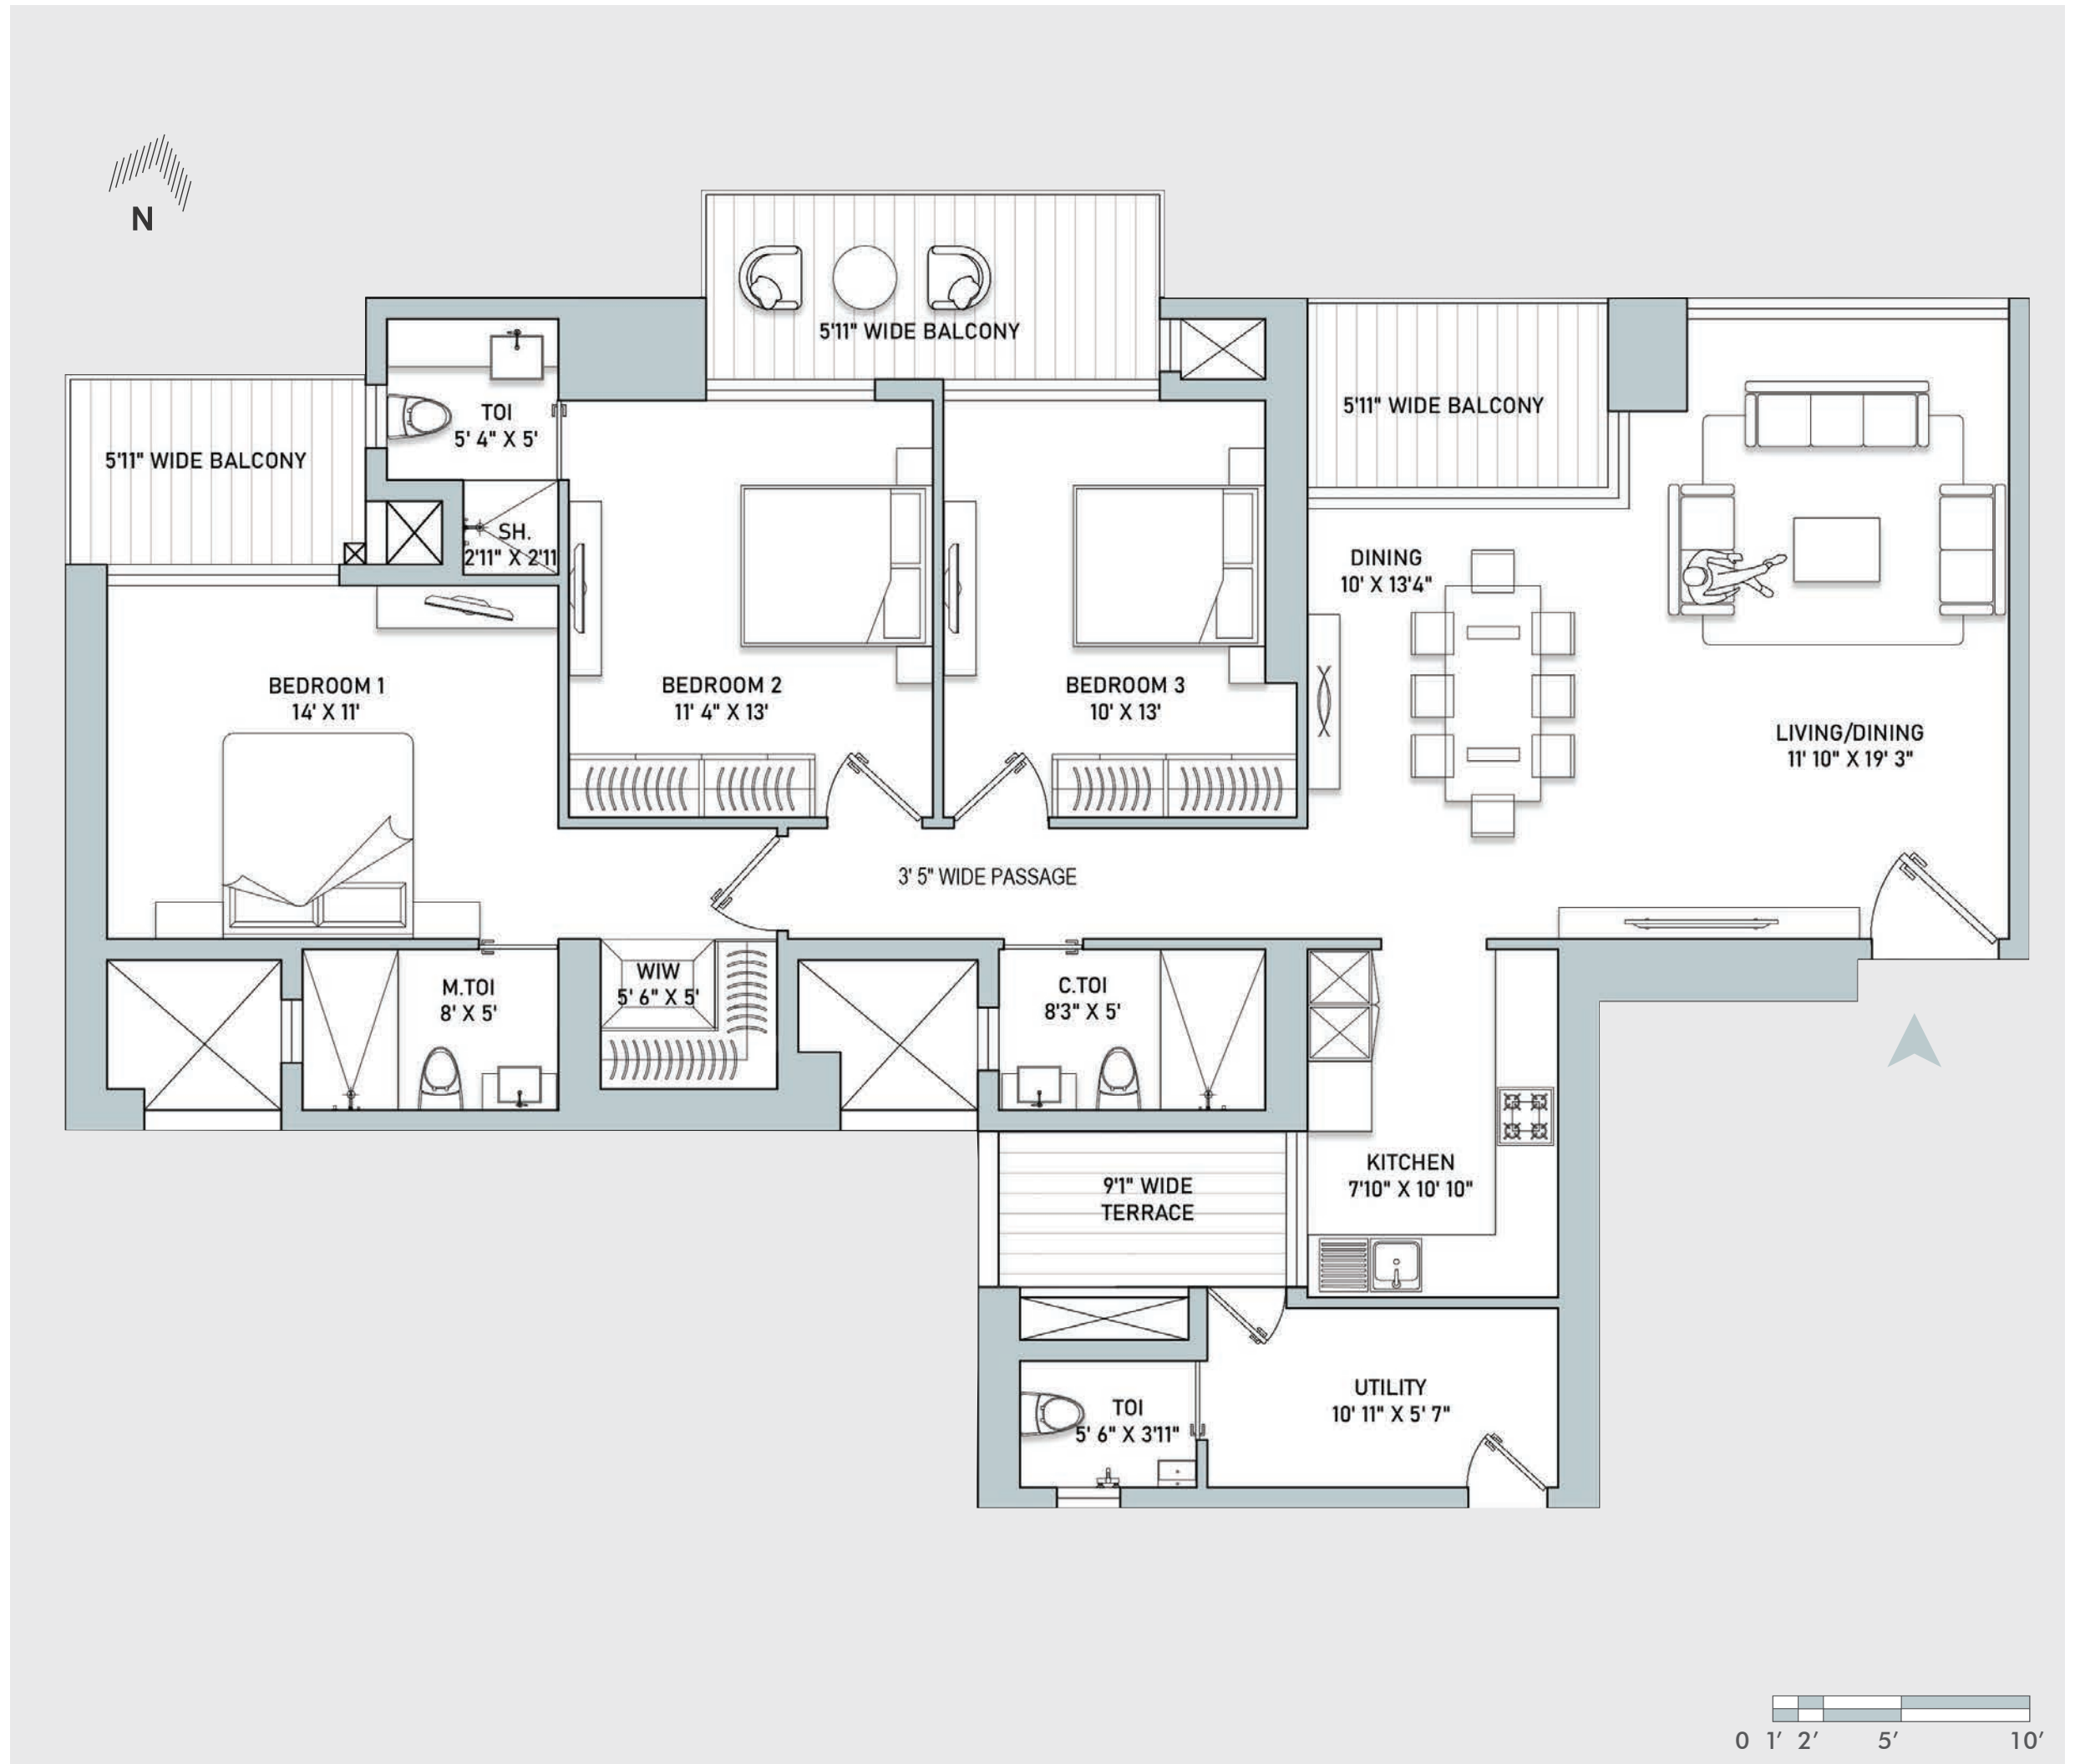 N
5'11" WIDE BALCONY
5'11" WIDE BALCONY
TOI
5' 4" X 5'
5'11" WIDE BALCONY
SH.
2'11" X 2'11
DINING
10' X 13'4"
BEDROOM 1
14' X 11'
BEDROOM 2
11' 4" X 13'
BEDROOM 3
10' X 13'
LIVING/DINING
11' 10" X 19' 3"
3' 5" WIDE PASSAGE
M.TOI
8' X 5'
WIW
5' 6" X 5'
C.TOI
8'3" X 5'
KITCHEN
7'10" X 10' 10"
9'1" WIDE
TERRACE
UTILITY
10' 11" X 5' 7"
TOI
5' 6" X 3'11"
0 1' 2' 5' 10'